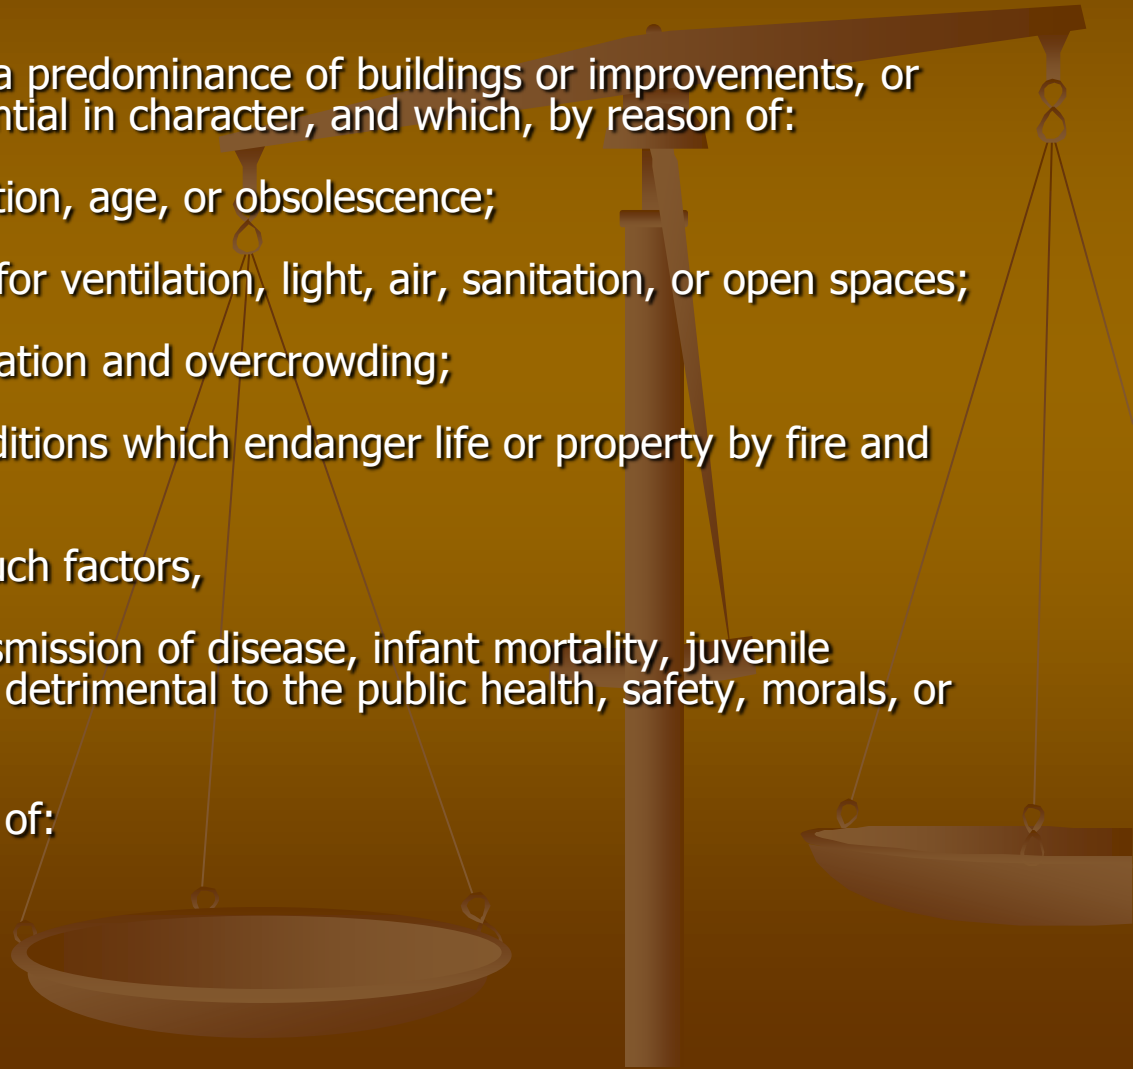 a predominance of buildings or improvements, or
ntial in character, and which, by reason of:
tion, age, or obsolescence;
for ventilation, light, air, sanitation, or open spaces;
ation and overcrowding;
ditions which endanger life or property by fire and
uch factors,
smission of disease, infant mortality, juvenile
detrimental to the public health, safety, morals, or
of: